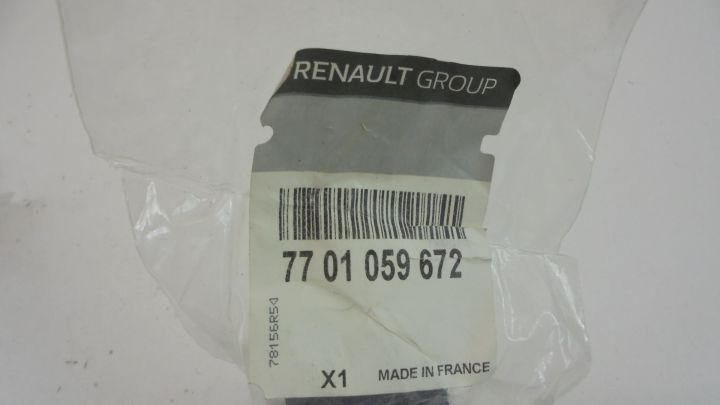 RENAULT GROUP
77 01 059 672
78156R54
X1 MADE IN FRANCE